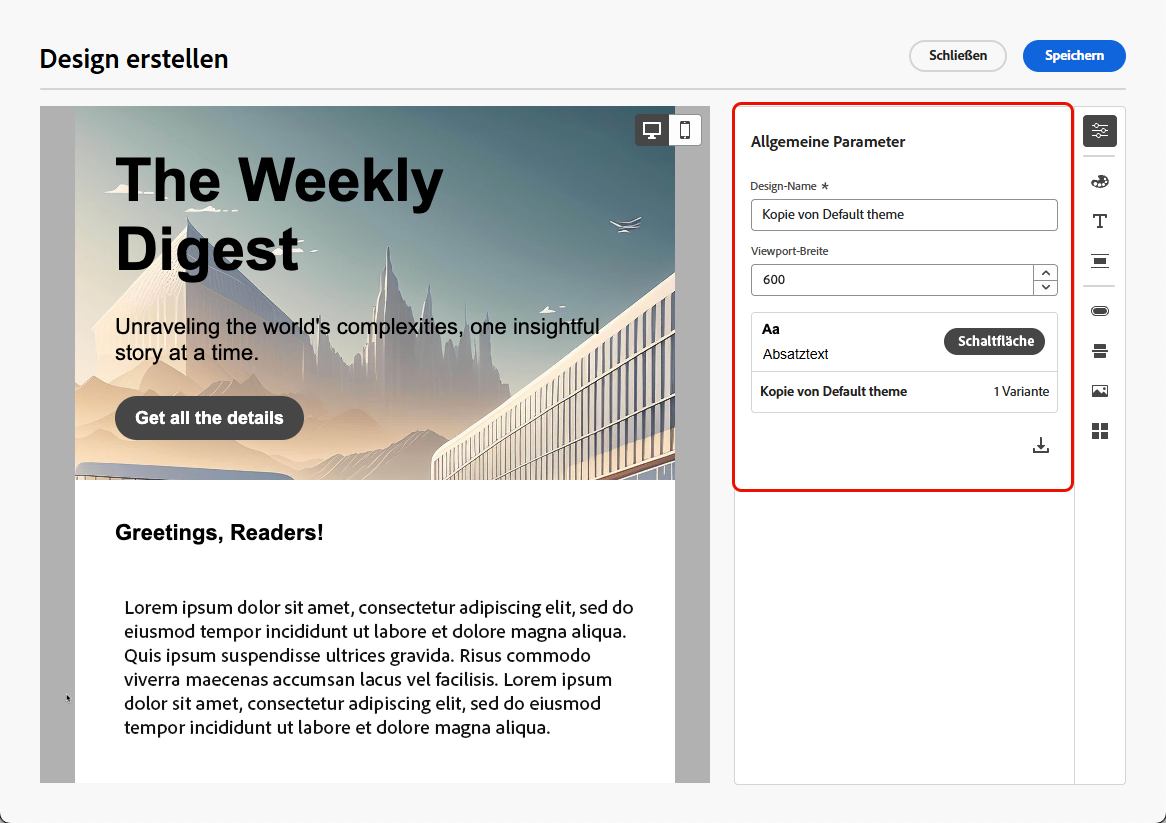 Design erstellen
Schließen
Speichern
The Weekly
Digest
Unraveling the world's complexities, one insightful
story at a time.
Get all the details
Greetings, Readers!
Lorem ipsum dolor sit amet, consectetur adipiscing elit, sed do
eiusmod tempor incididunt ut labore et dolore magna aliqua.
Quis ipsum suspendisse ultrices gravida. Risus commodo
viverra maecenas accumsan lacus vel facilisis. Lorem ipsum
dolor sit amet, consectetur adipiscing elit, sed do eiusmod
tempor incididunt ut labore et dolore magna aliqua.
Allgemeine Parameter
Design-Name *
Kopie von Default theme
Viewport-Breite
600
Aa
Absatztext
Schaltfläche
Kopie von Default theme
1 Variante
T